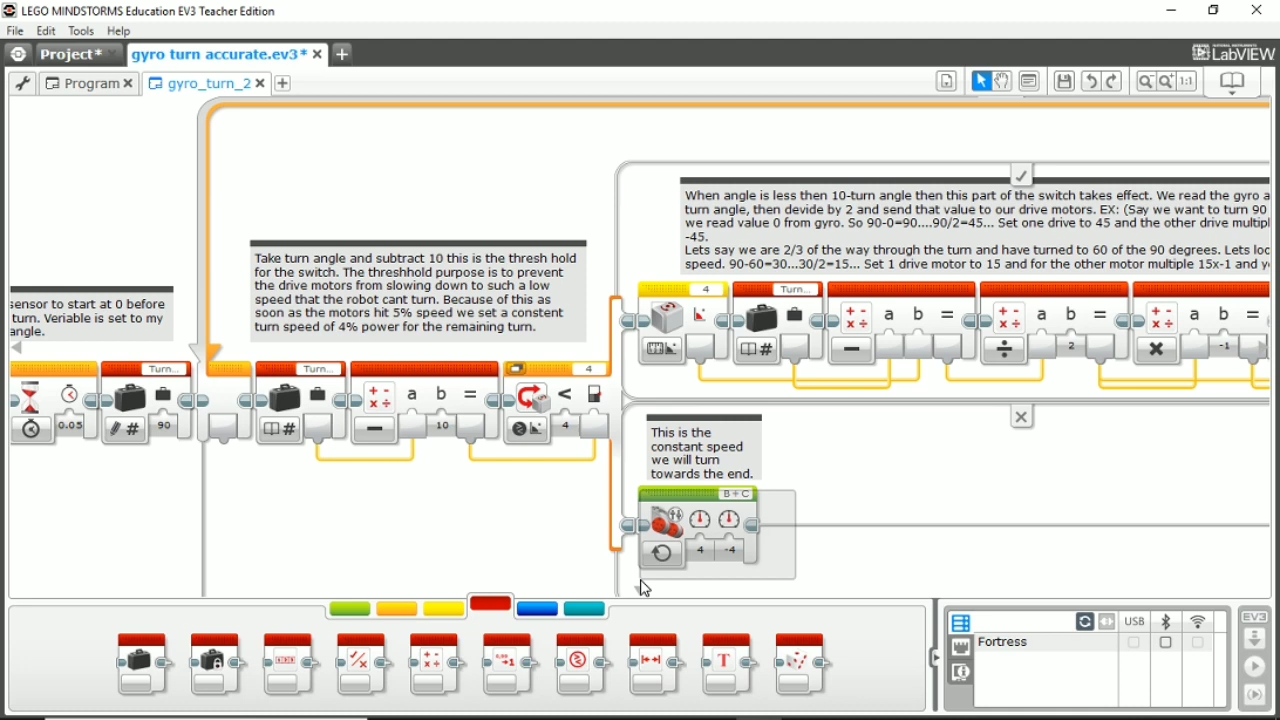 LEGO MINDSTORMS Education EV3 Teacher Edition
File Edit Tools Help
Project* gyro turn accurate.ev3*
LabVIEW
Program gyro_turn_2
1:1
When angle is less then 10-turn angle then this part of the switch takes effect. We read the gyro a
turn angle, then devide by 2 and send that value to our drive motors. EX: (Say we want to turn 90
we read value 0 from gyro. So 90-0=90....90/2=45... Set one drive to 45 and the other drive multipl
-45.
Lets say we are 2/3 of the way through the turn and have turned to 60 of the 90 degrees. Lets loo
speed. 90-60=30...30/2=15... Set 1 drive motor to 15 and for the other motor multiple 15x-1 and y
Take turn angle and subtract 10 this is the thresh hold
for the switch. The threshhold purpose is to prevent
the drive motors from slowing down to such a low
speed that the robot cant turn. Because of this as
soon as the motors hit 5% speed we set a constent
turn speed of 4% power for the remaining turn.
sensor to start at 0 before
turn. Veriable is set to my
angle.
4 Turn...
a b = a b = a b =
# 2 -1
Turn... Turn... 4
a b = <
0.05 # 90 # 10 4
This is the
constant speed
we will turn
towards the end.
B+C
4 -4
T
USB
Fortress
EV3